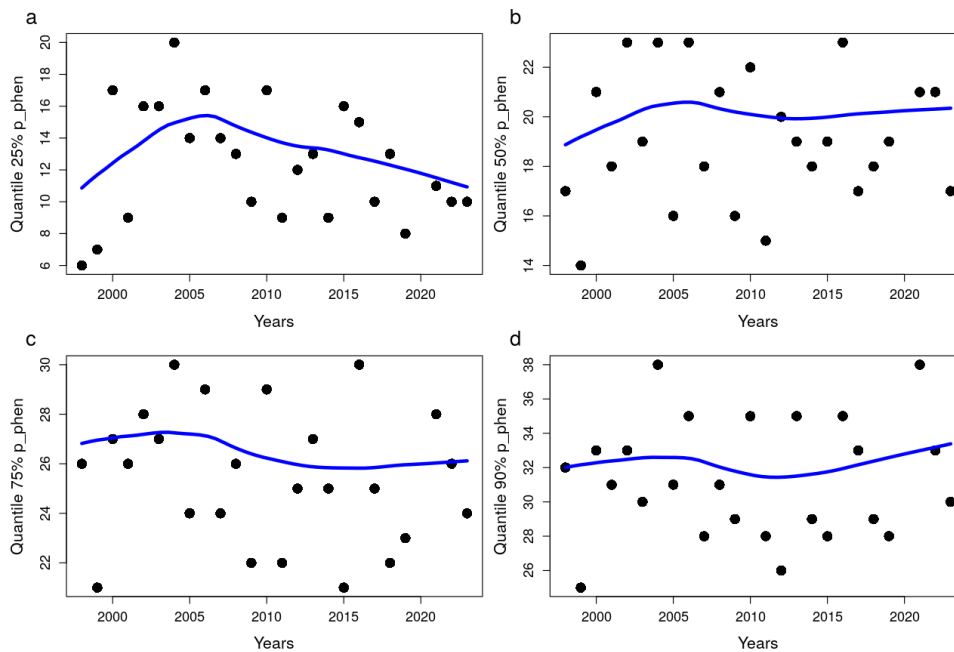 a
Quantile 25% p_phen
20
18
16
14
12
10
8
6
2000 2005 2010 2015 2020
Years
b
Quantile 50% p_phen
22
20
18
16
14
2000 2005 2010 2015 2020
Years
c
Quantile 75% p_phen
30
28
26
24
22
2000 2005 2010 2015 2020
Years
d
Quantile 90% p_phen
38
36
34
32
30
28
26
2000 2005 2010 2015 2020
Years